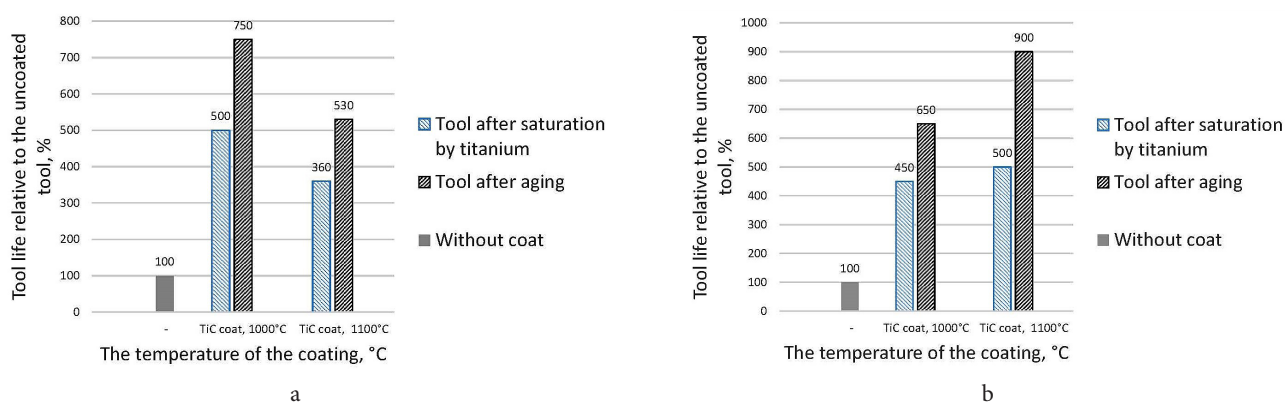 Tool life relative to the uncoated
tool, %
800
700
600
500
400
300
200
100
0
100
500
750
360
530
-
TiC coat, 1000°C
TiC coat, 1100°C
The temperature of the coating, °C
Tool after saturation
by titanium
Tool after aging
Without coat
a
Tool life relative to the uncoated
tool, %
1000
900
800
700
600
500
400
300
200
100
0
100
450
650
500
900
-
TiC coat, 1000°C
TiC coat, 1100°C
The temperature of the coating, °C
Tool after saturation
by titanium
Tool after aging
Without coat
b